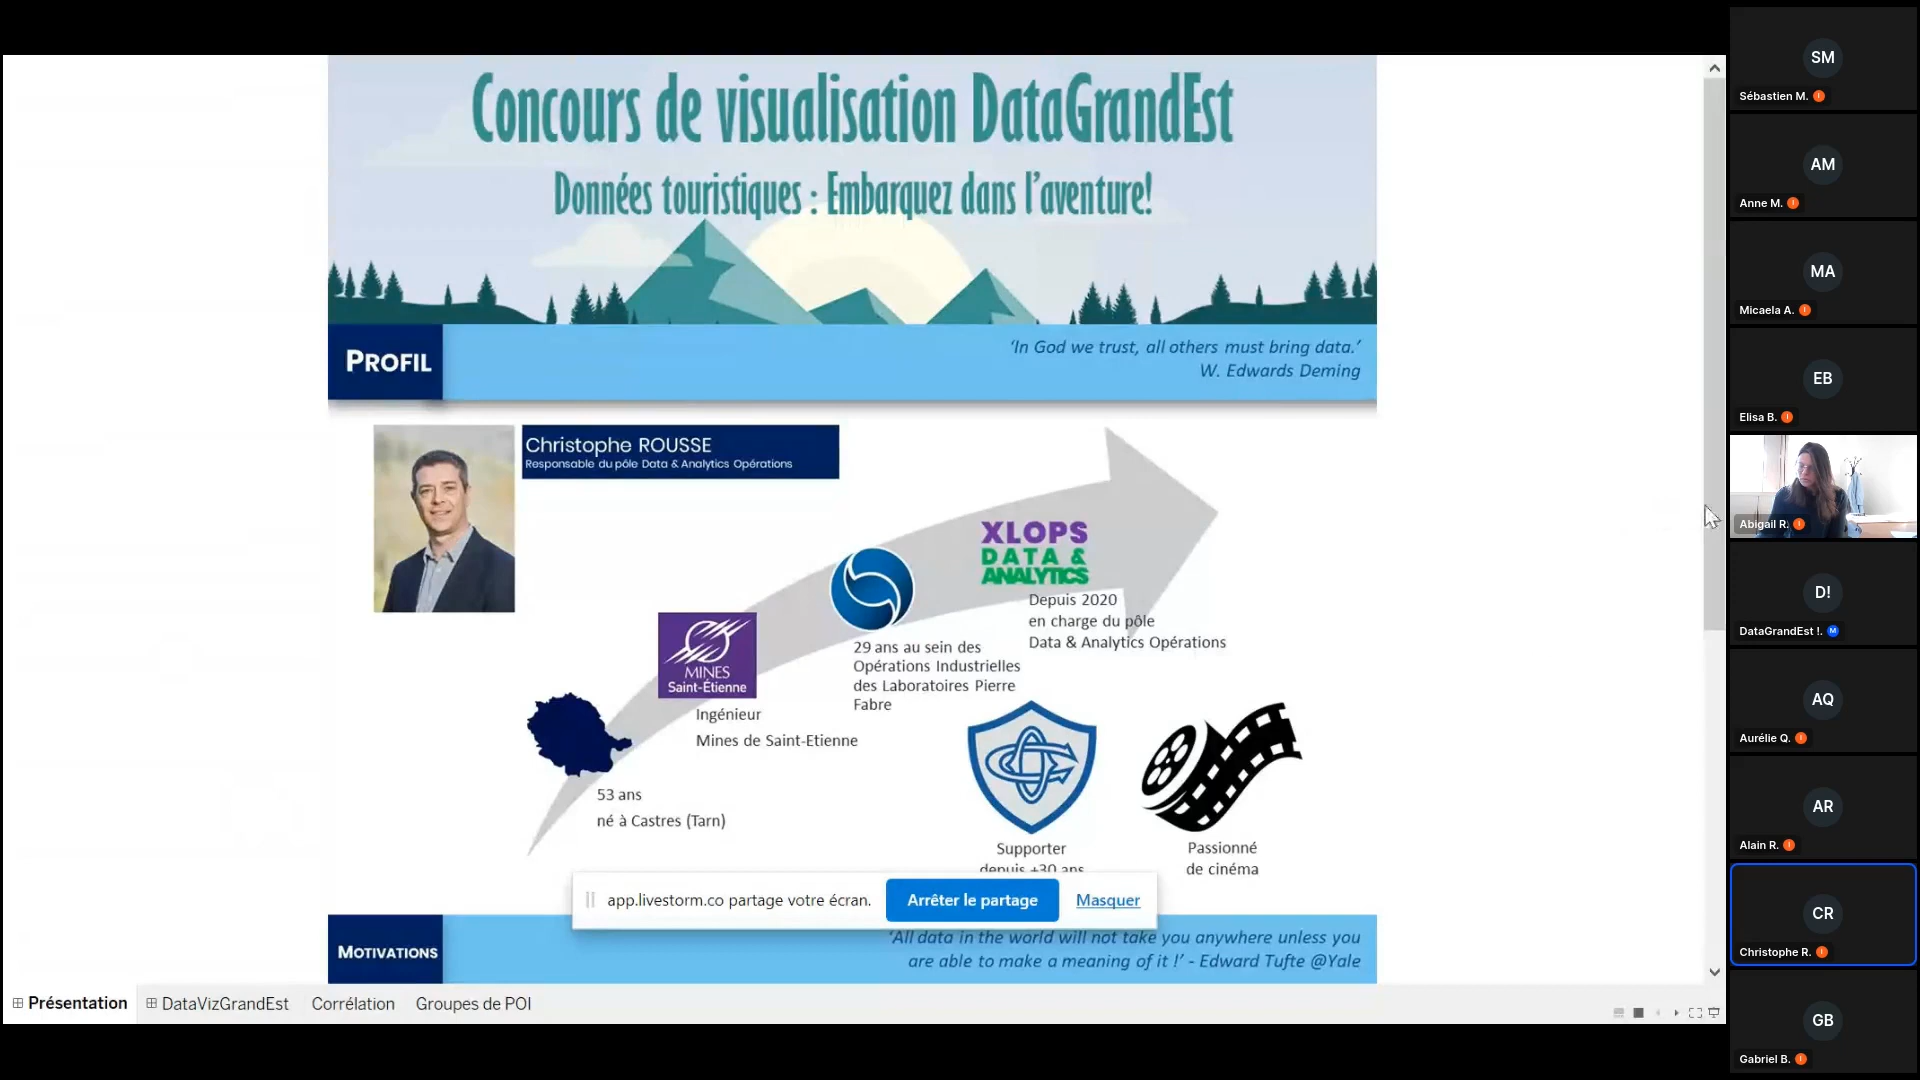 Concours de visualisation DataGrandEst
Données touristiques : Embarquez dans l'aventure!
PROFIL
'In God we trust, all others must bring data.'
W. Edwards Deming
Christophe ROUSSE
Responsable du pôle Data & Analytics Opérations
XLOPS
DATA &
ANALYTICS
Depuis 2020
en charge du pôle
Data & Analytics Opérations
29 ans au sein des
Opérations Industrielles
des Laboratoires Pierre
Fabre
MINES
Saint-Étienne
Ingénieur
Mines de Saint-Etienne
53 ans
né à Castres (Tarn)
Supporter
depuis +30 ans
Passionné
de cinéma
app.livestorm.co partage votre écran.
Arrêter le partage
Masquer
MOTIVATIONS
'All data in the world will not take you anywhere unless you
are able to make a meaning of it !' - Edward Tufte @Yale
Présentation
DataVizGrandEst
Corrélation
Groupes de POI
SM
Sébastien M.
AM
Anne M.
MA
Micaela A.
EB
Elisa B.
Abigail R.
D!
DataGrandEst !.
M
AQ
Aurélie Q.
AR
Alain R.
CR
Christophe R.
GB
Gabriel B.